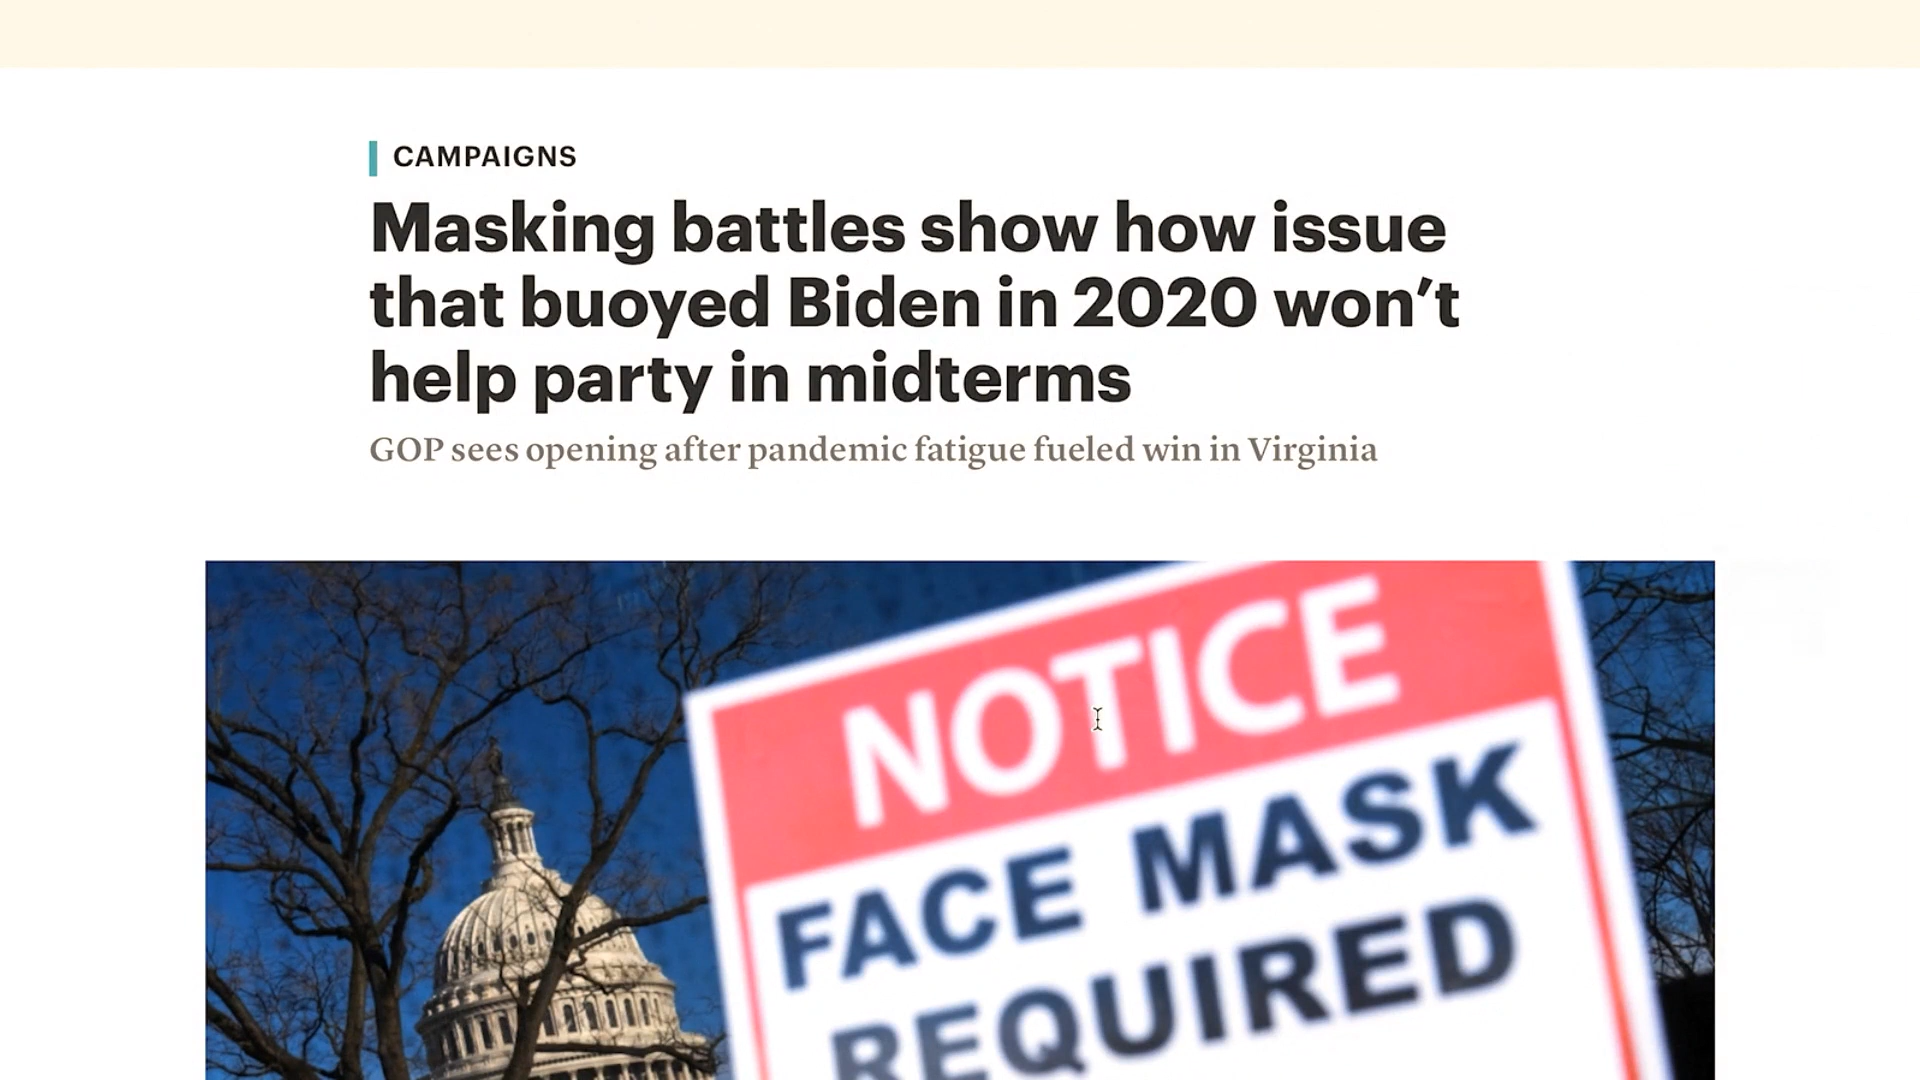 CAMPAIGNS
Masking battles show how issue
that buoyed Biden in 2020 won’t
help party in midterms
GOP sees opening after pandemic fatigue fueled win in Virginia
NOTICE
FACE MASK
REQUIRED